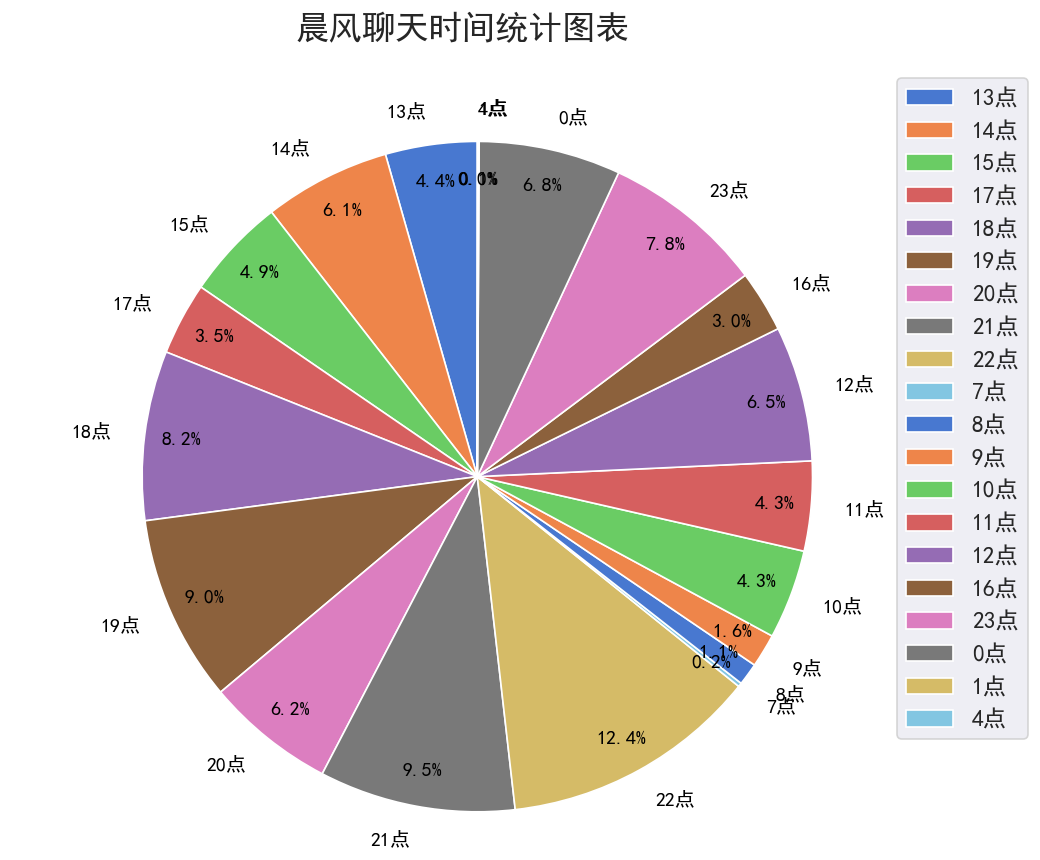 晨风聊天时间统计图表
13点
14点
15点
17点
18点
19点
20点
21点
22点
7点
8点
9点
10点
11点
12点
16点
23点
0点
4点
4.4%
6.1%
4.9%
3.5%
8.2%
9.0%
6.2%
9.5%
12.4%
0.2%
1.1%
1.6%
4.3%
4.3%
6.5%
3.0%
7.8%
6.8%
13点
14点
15点
17点
18点
19点
20点
21点
22点
7点
8点
9点
10点
11点
12点
16点
23点
0点
1点
4点